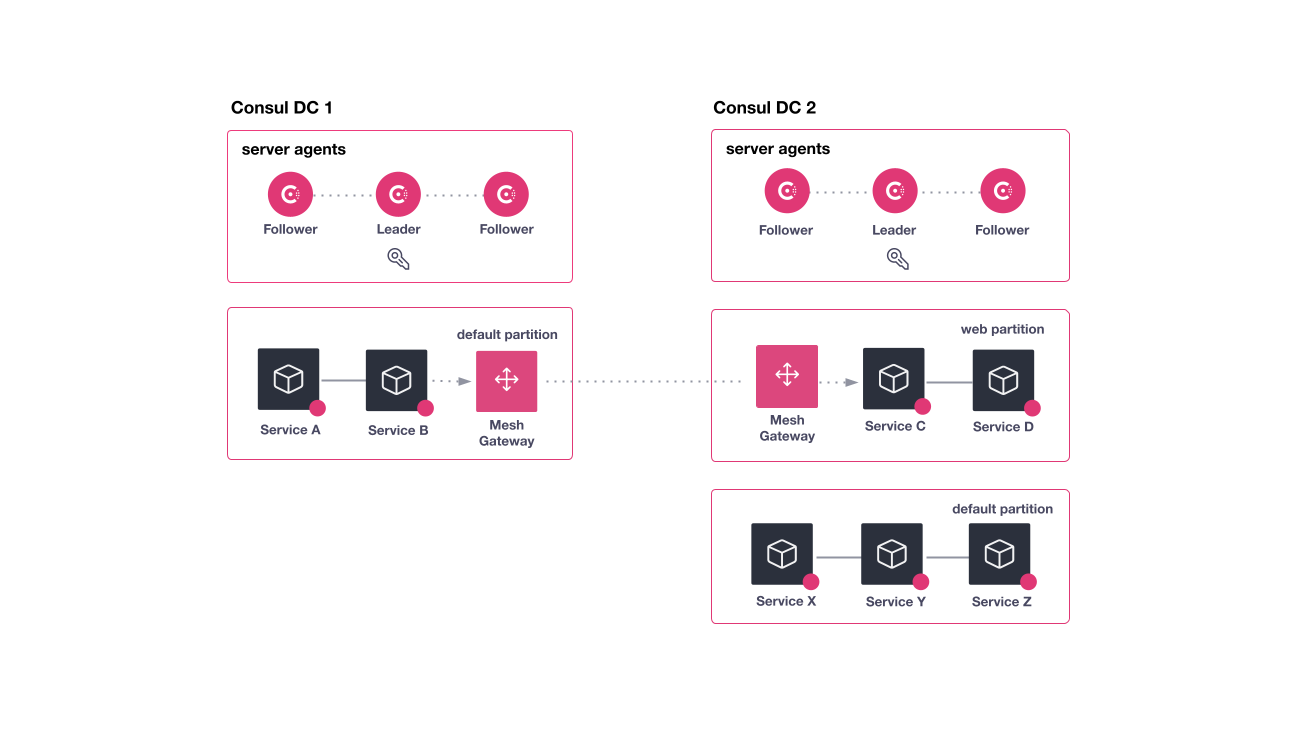 Consul DC 1
server agents
Follower
Leader
Follower
default partition
Service A
Service B
Mesh
Gateway
Consul DC 2
server agents
Follower
Leader
Follower
web partition
Mesh
Gateway
Service C
Service D
default partition
Service X
Service Y
Service Z